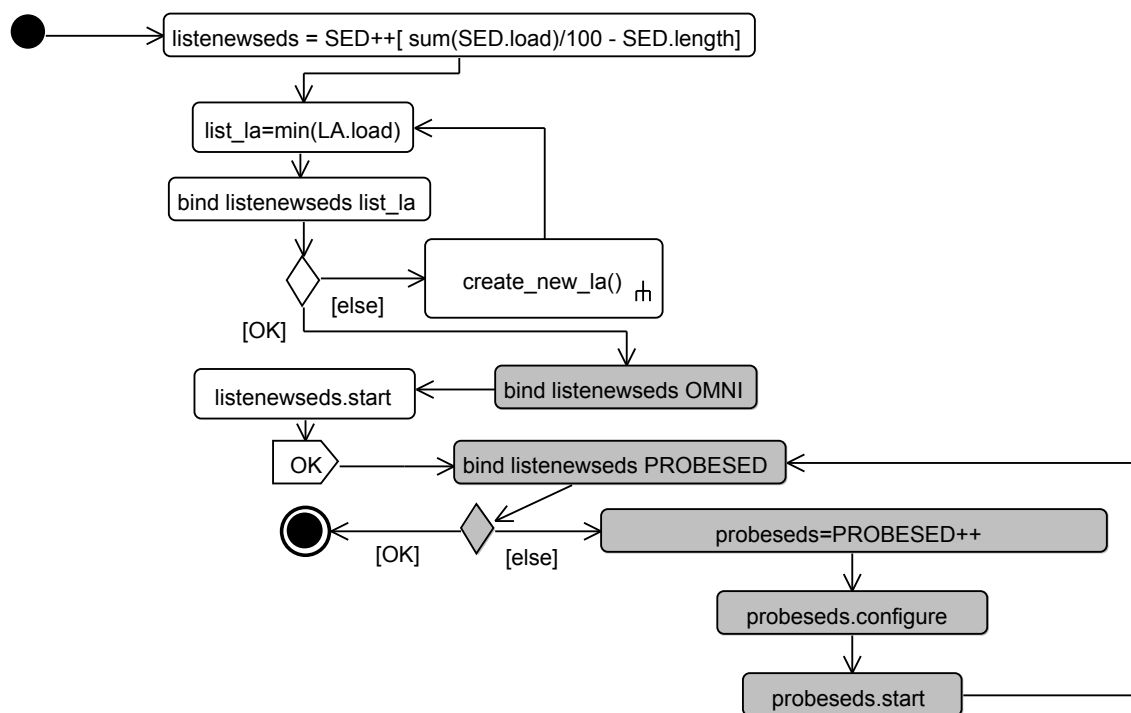 listenewseds = SED++[ sum(SED.load)/100 - SED.length]
list_la=min(LA.load)
bind listenewseds list_la
create_new_la()
[else]
[OK]
bind listenewseds OMNI
listenewseds.start
OK
bind listenewseds PROBESED
probeseds=PROBESED++
[OK]
[else]
probeseds.configure
probeseds.start